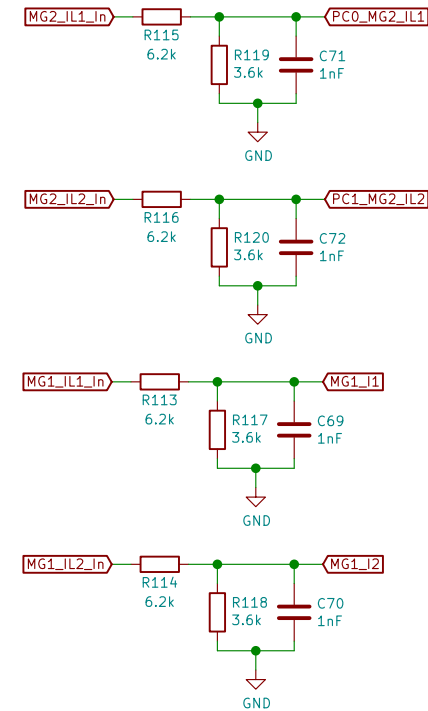 MG2_IL1_In
PC0_MG2_IL1
R115
6.2k
R119
3.6k
C71
1nF
GND
MG2_IL2_In
PC1_MG2_IL2
R116
6.2k
R120
3.6k
C72
1nF
GND
MG1_IL1_In
MG1_I1
R113
6.2k
R117
3.6k
C69
1nF
GND
MG1_IL2_In
MG1_I2
R114
6.2k
R118
3.6k
C70
1nF
GND